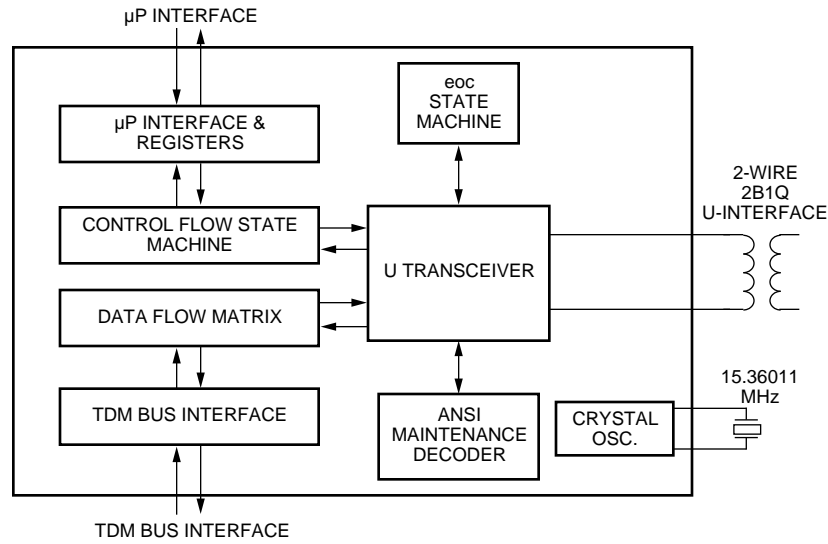 µP INTERFACE
eoc
STATE
MACHINE
µP INTERFACE &
REGISTERS
2-WIRE
2B1Q
U-INTERFACE
CONTROL FLOW STATE
MACHINE
U TRANSCEIVER
DATA FLOW MATRIX
15.36011
MHz
TDM BUS INTERFACE
ANSI
MAINTENANCE
DECODER
CRYSTAL
OSC.
TDM BUS INTERFACE